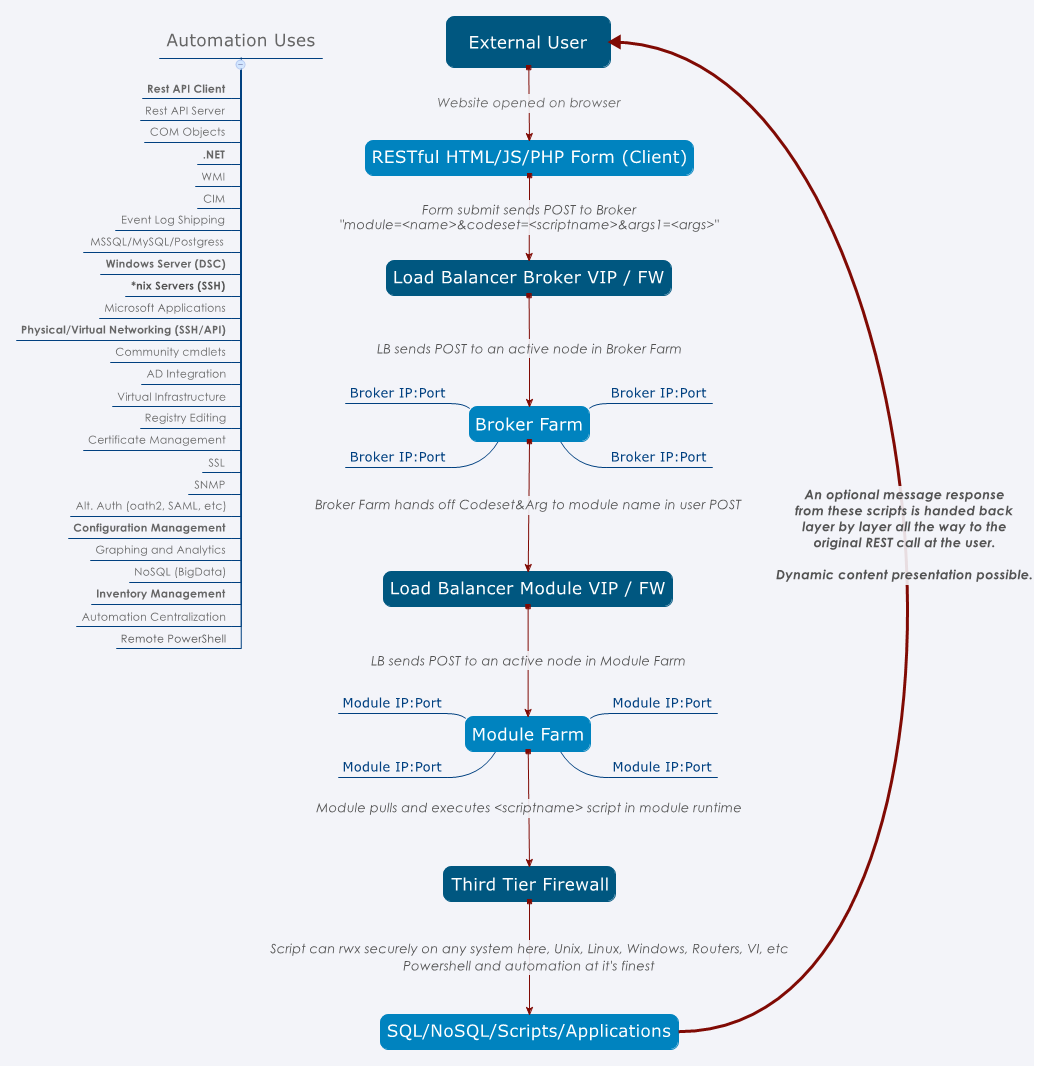 Automation Uses
Rest API Client
Rest API Server
COM Objects
.NET
WMI
CIM
Event Log Shipping
MSSQL/MySQL/Postgress
Windows Server (DSC)
*nix Servers (SSH)
Microsoft Applications
Physical/Virtual Networking (SSH/API)
Community cmdlets
AD Integration
Virtual Infrastructure
Registry Editing
Certificate Management
SSL
SNMP
Alt. Auth (oath2, SAML, etc)
Configuration Management
Graphing and Analytics
NoSQL (BigData)
Inventory Management
Automation Centralization
Remote PowerShell
External User
Website opened on browser
RESTful HTML/JS/PHP Form (Client)
Form submit sends POST to Broker
"module=<name>&codeset=<scriptname>&args1=<args>"
Load Balancer Broker VIP / FW
LB sends POST to an active node in Broker Farm
Broker IP:Port
Broker IP:Port
Broker Farm
Broker IP:Port
Broker IP:Port
Broker Farm hands off Codeset&Arg to module name in user POST
Load Balancer Module VIP / FW
LB sends POST to an active node in Module Farm
Module IP:Port
Module IP:Port
Module Farm
Module IP:Port
Module IP:Port
Module pulls and executes <scriptname> script in module runtime
Third Tier Firewall
Script can rwx securely on any system here, Unix, Linux, Windows, Routers, VI, etc
Powershell and automation at it's finest
SQL/NoSQL/Scripts/Applications
An optional message response
from these scripts is handed back
layer by layer all the way to the
original REST call at the user.
Dynamic content presentation possible.